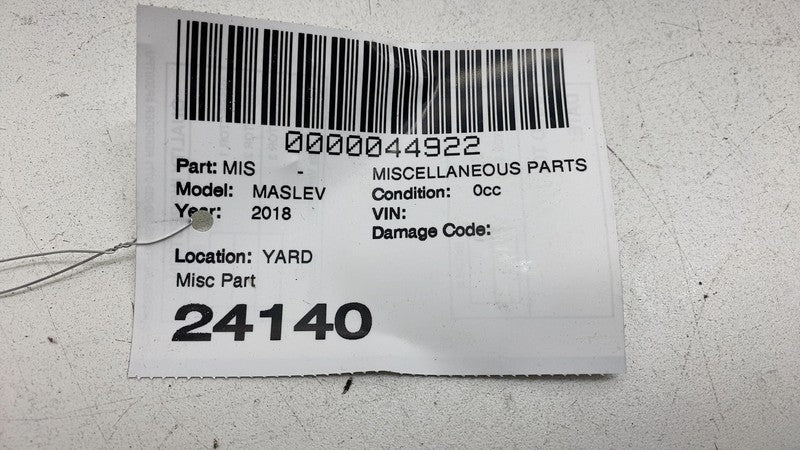 0000044922
Part: MIS - MISCELLANEOUS PARTS
Model: MASLEV Condition: 0cc
Year: 2018 VIN:
Damage Code:
Location: YARD
Misc Part
24140